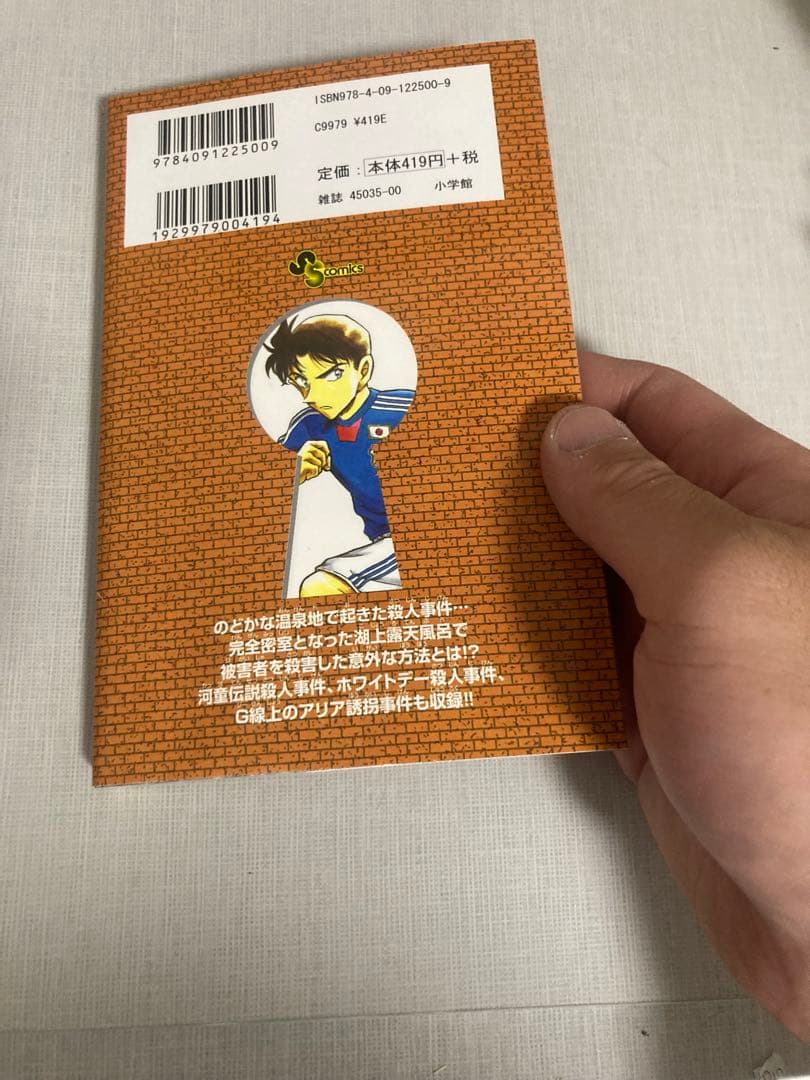 ISBN978-4-09-122500-9
C9979 ¥419E
9784091225009
定価：本体419円＋税
雑誌 45035-00 小学館
1929979004194
SS comics
のどかな温泉地で起きた殺人事件…
完全密室となった湖上露天風呂で
被害者を殺害した意外な方法とは!?
河童伝説殺人事件、ホワイトデー殺人事件、
G線上のアリア誘拐事件も収録!!